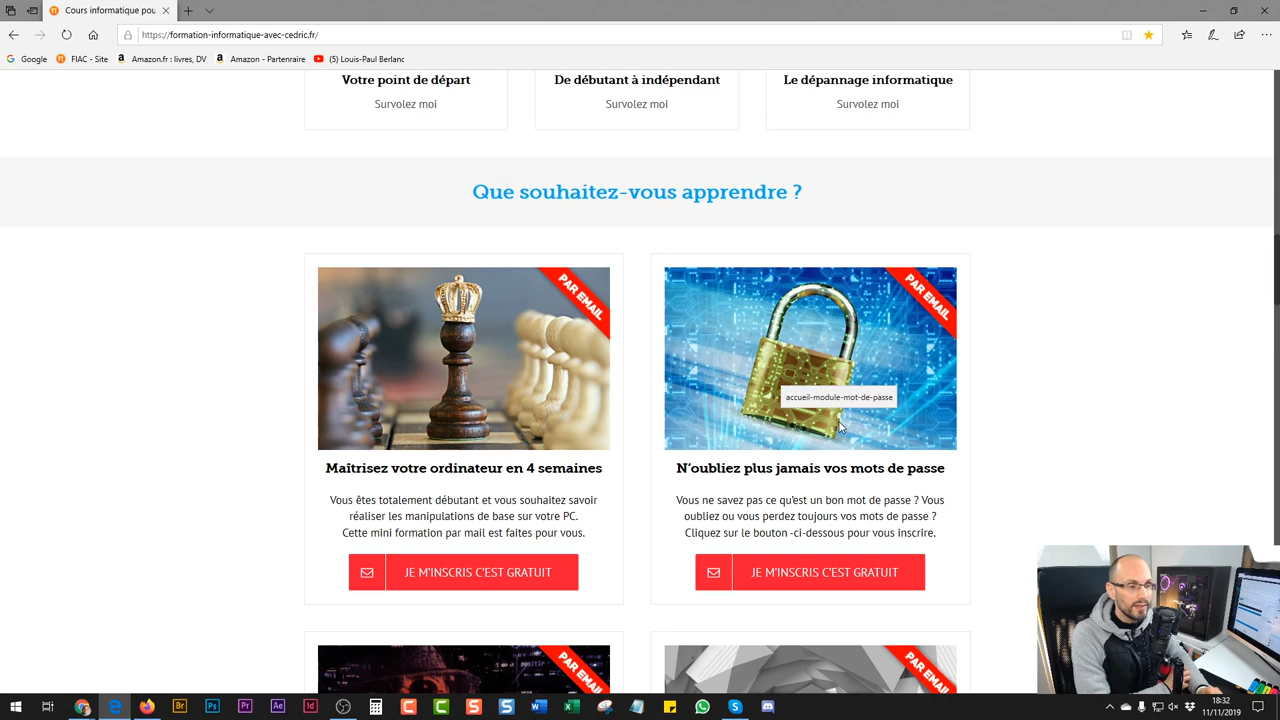 Cours informatique pou
https://formation-informatique-avec-cedric.fr/
Google
FIAC - Site
Amazon.fr : livres, DV
Amazon - Partenraire
(5) Louis-Paul Berlanc
Votre point de départ
Survolez moi
De débutant à indépendant
Survolez moi
Le dépannage informatique
Survolez moi
Que souhaitez-vous apprendre ?
PAR EMAIL
Maîtrisez votre ordinateur en 4 semaines
Vous êtes totalement débutant et vous souhaitez savoir
réaliser les manipulations de base sur votre PC.
Cette mini formation par mail est faites pour vous.
JE M'INSCRIS C'EST GRATUIT
PAR EMAIL
accueil-module-mot-de-passe
N'oubliez plus jamais vos mots de passe
Vous ne savez pas ce qu'est un bon mot de passe ? Vous
oubliez ou vous perdez toujours vos mots de passe ?
Cliquez sur le bouton -ci-dessous pour vous inscrire.
JE M'INSCRIS C'EST GRATUIT
PAR EMAIL
PAR EMAIL
Br
Ps
Pr
Ae
Id
18:32
11/11/2019